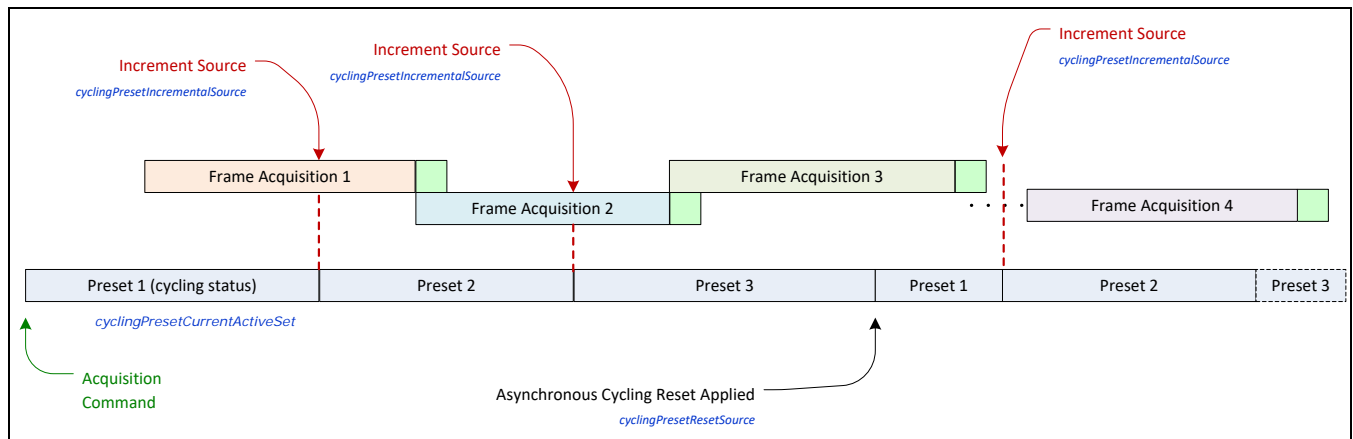 Increment Source
cyclingPresetIncrementalSource
Increment Source
cyclingPresetIncrementalSource
Increment Source
cyclingPresetIncrementalSource
Frame Acquisition 1
Frame Acquisition 2
Frame Acquisition 3
. . . .
Frame Acquisition 4
Preset 1 (cycling status)
Preset 2
Preset 3
Preset 1
Preset 2
Preset 3
cyclingPresetCurrentActiveSet
Acquisition
Command
Asynchronous Cycling Reset Applied
cyclingPresetResetSource